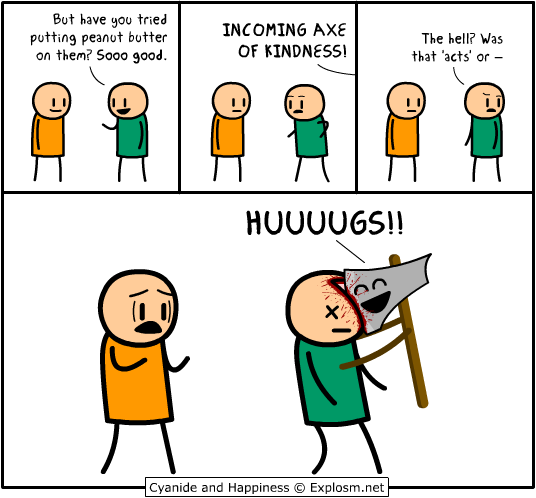 But have you tried
putting peanut butter
on them? Sooo good.
INCOMING AXE
OF KINDNESS!
The hell? Was
that 'acts' or –
HUUUUGS!!
Cyanide and Happiness © Explosm.net